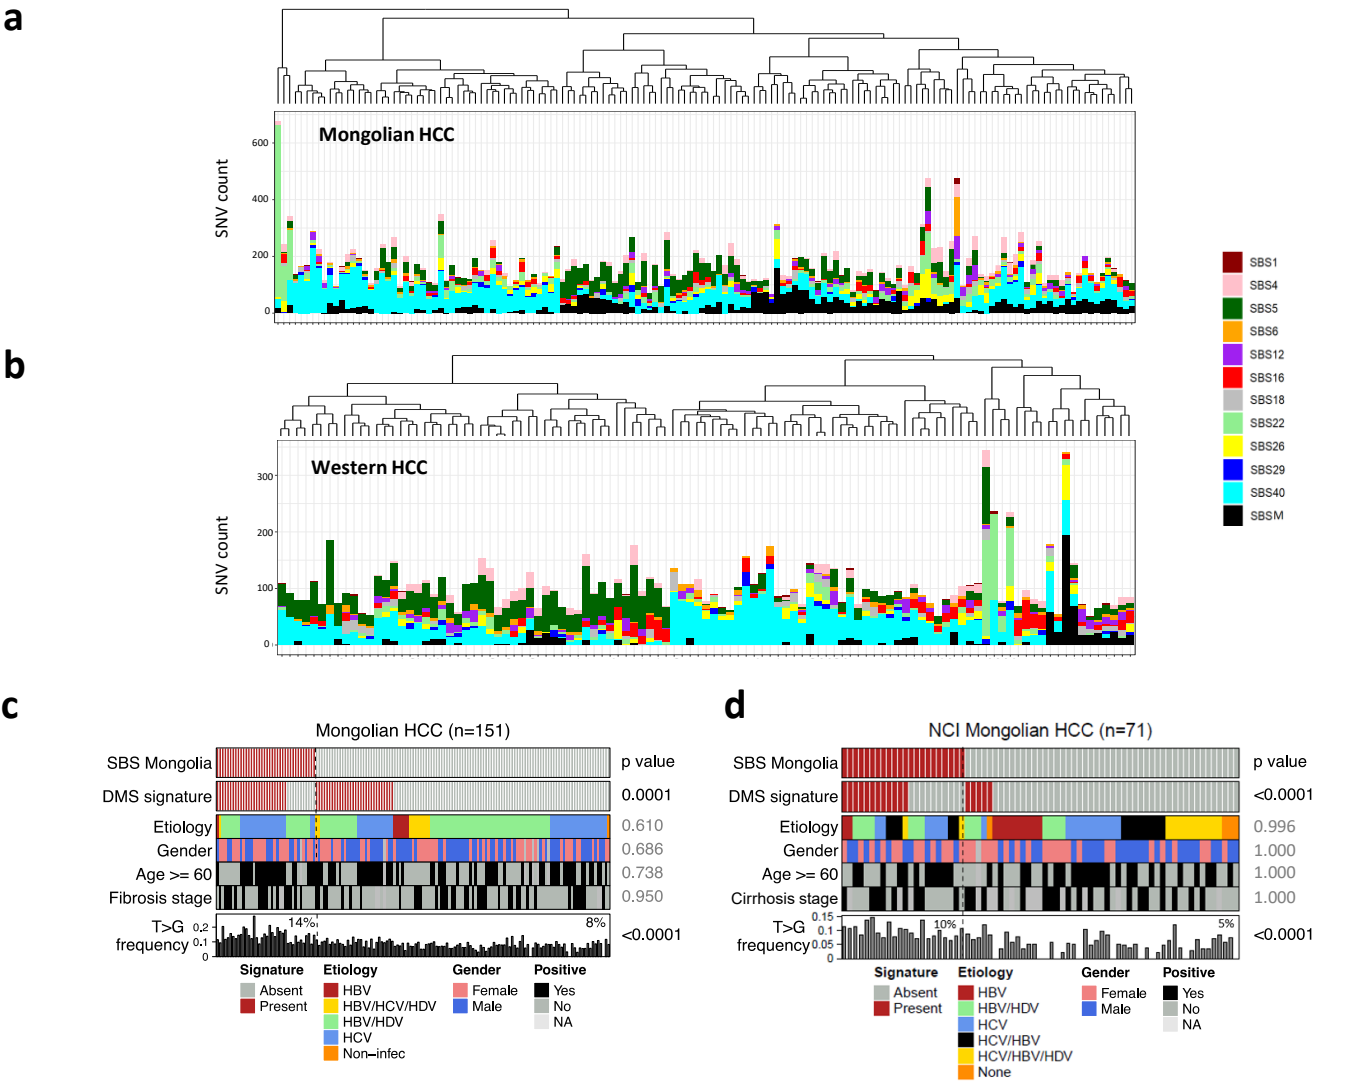 a
Mongolian HCC
SNV count
600
400
200
0
b
Western HCC
SNV count
300
200
100
0
SBS1
SBS4
SBS5
SBS6
SBS12
SBS16
SBS18
SBS22
SBS26
SBS29
SBS40
SBSM
c
Mongolian HCC (n=151)
SBS Mongolia
p value
DMS signature
0.0001
Etiology
0.610
Gender
0.686
Age >= 60
0.738
Fibrosis stage
0.950
T>G frequency
0.2
0.1
0
14%
8%
<0.0001
Signature
Absent
Present
Etiology
HBV
HBV/HCV/HDV
HBV/HDV
HCV
Non-infec
Gender
Female
Male
Positive
Yes
No
NA
d
NCI Mongolian HCC (n=71)
SBS Mongolia
p value
DMS signature
<0.0001
Etiology
0.996
Gender
1.000
Age >= 60
1.000
Cirrhosis stage
1.000
T>G frequency
0.15
0.1
0.05
0
10%
5%
<0.0001
Signature
Absent
Present
Etiology
HBV
HBV/HDV
HCV
HCV/HBV
HCV/HBV/HDV
None
Gender
Female
Male
Positive
Yes
No
NA